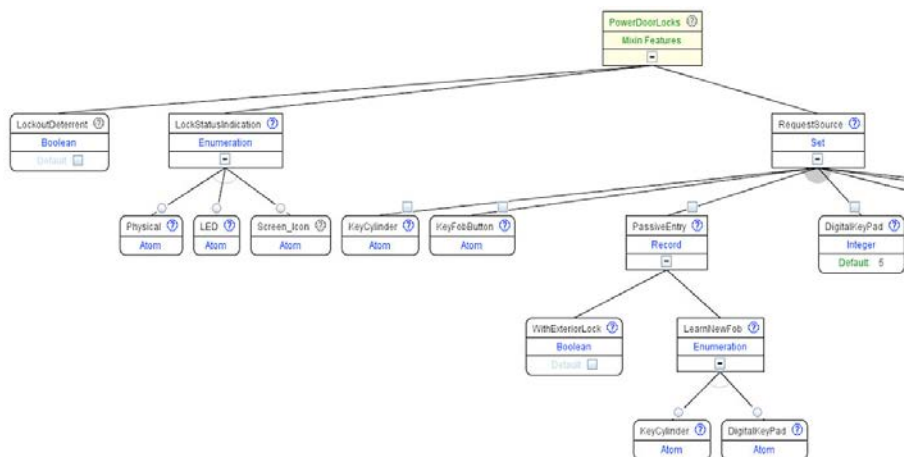 PowerDoorLocks ?
Mixin Features
LockoutDeterrent ?
Boolean
Default
LockStatusIndication ?
Enumeration
RequestSource ?
Set
Physical ?
Atom
LED ?
Atom
Screen_Icon ?
Atom
KeyCylinder ?
Atom
KeyFobButton ?
Atom
PassiveEntry ?
Record
DigitalKeyPad ?
Integer
Default 5
WithExteriorLock ?
Boolean
Default
LearnNewFob ?
Enumeration
KeyCylinder ?
Atom
DigitalKeyPad ?
Atom